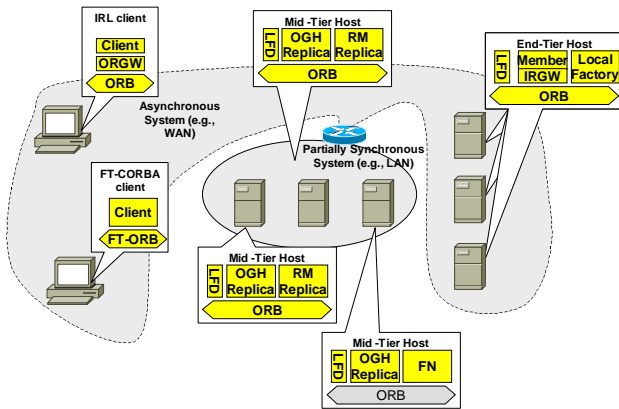 IRL client
Client
ORGW
ORB
Mid -Tier Host
LFD
OGH
Replica
RM
Replica
ORB
End-Tier Host
LFD
Member
IRGW
Local
Factory
ORB
Asynchronous
System (e.g.,
WAN)
Partially Synchronous
System (e.g., LAN)
FT-CORBA
client
Client
FT-ORB
Mid -Tier Host
LFD
OGH
Replica
RM
Replica
ORB
Mid -Tier Host
LFD
OGH
Replica
FN
ORB